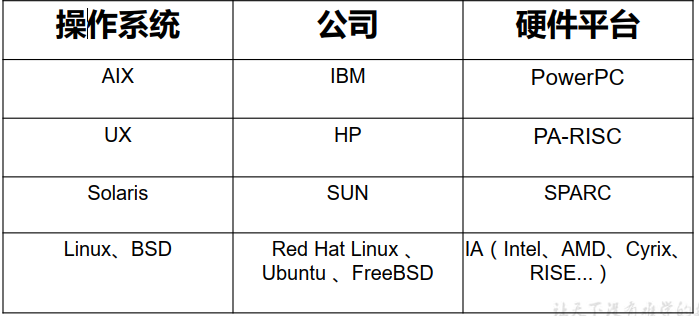 操作系统 公司 硬件平台
AIX IBM PowerPC
UX HP PA-RISC
Solaris SUN SPARC
Linux、BSD Red Hat Linux 、 IA（Intel、AMD、Cyrix、
Ubuntu 、FreeBSD RISE...）
让天下没有难学的